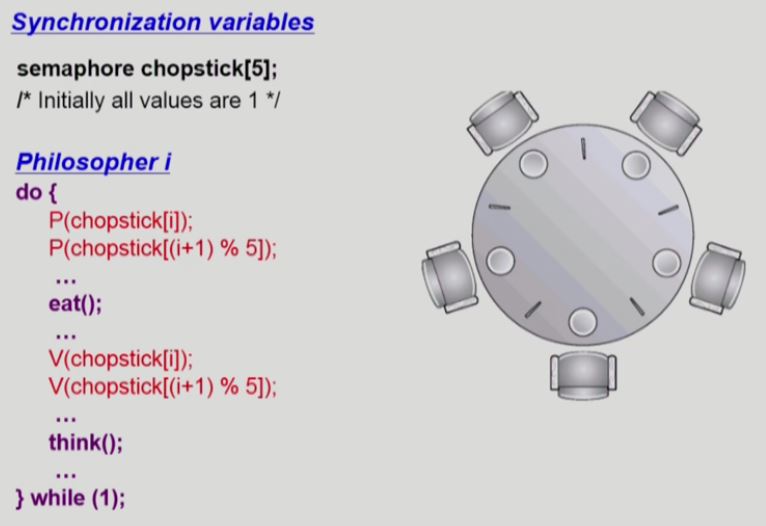 Synchronization variables
semaphore chopstick[5];
/* Initially all values are 1 */
Philosopher i
do {
P(chopstick[i]);
P(chopstick[(i+1) % 5]);
...
eat();
...
V(chopstick[i]);
V(chopstick[(i+1) % 5]);
...
think();
...
} while (1);